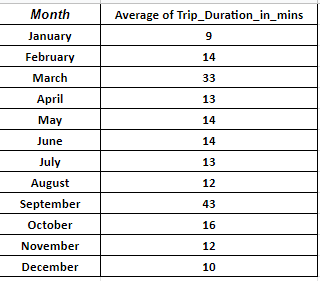 Month Average of Trip_Duration_in_mins
January 9
February 14
March 33
April 13
May 14
June 14
July 13
August 12
September 43
October 16
November 12
December 10